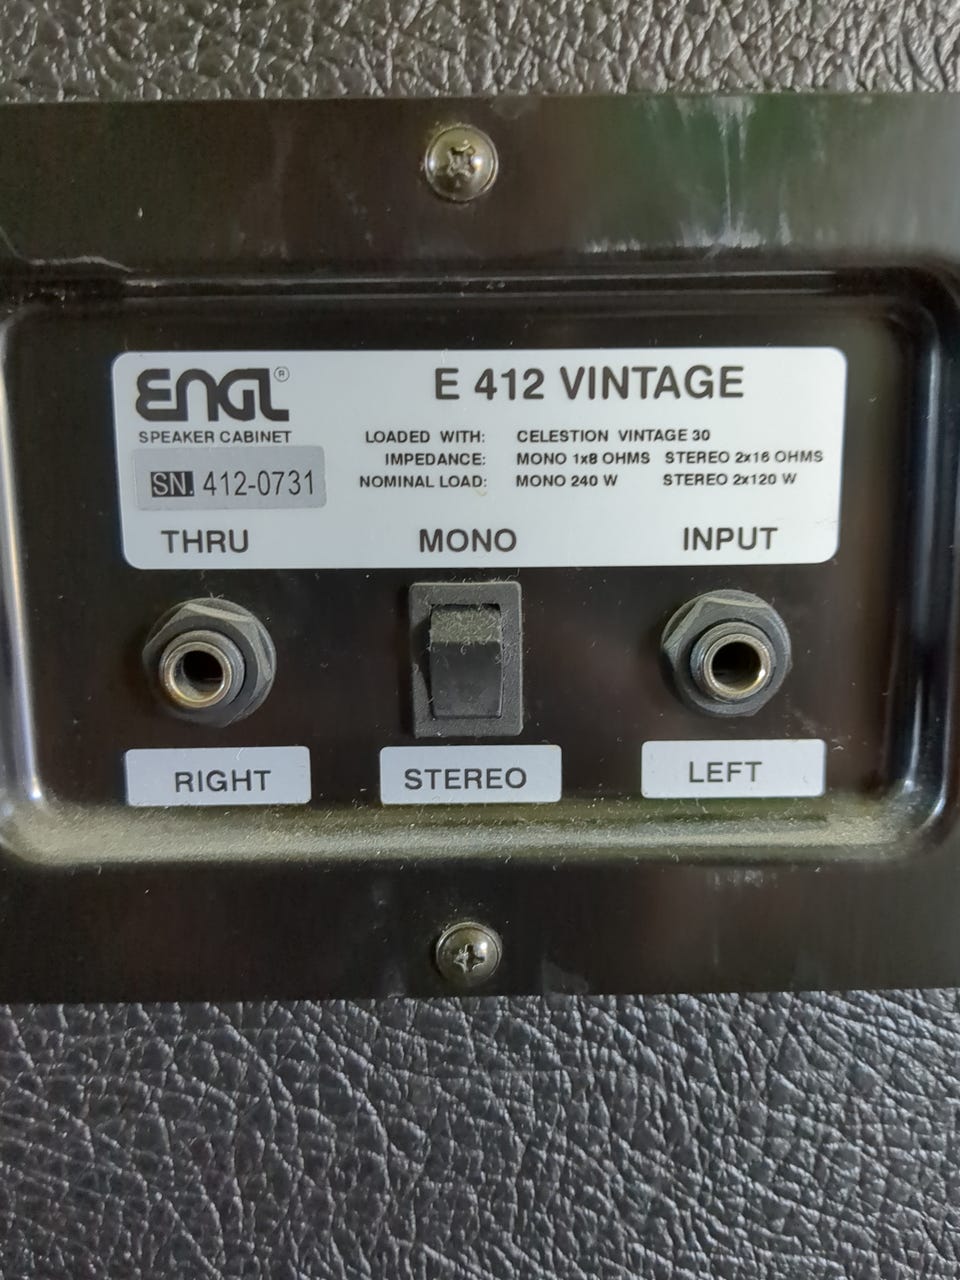 ENGL®
E 412 VINTAGE
SPEAKER CABINET
LOADED WITH: CELESTION VINTAGE 30
IMPEDANCE: MONO 1x8 OHMS STEREO 2x16 OHMS
NOMINAL LOAD: MONO 240 W STEREO 2x120 W
SN. 412-0731
THRU MONO INPUT
RIGHT STEREO LEFT